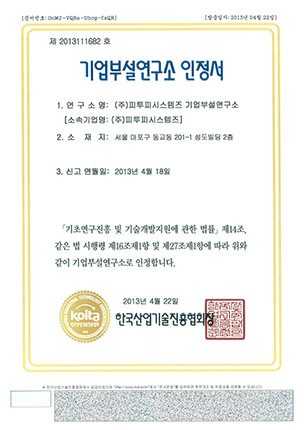 [발급일자: 2013년 04월 22일]
제 2013111682 호
기업부설연구소 인정서
1. 연 구 소 명: (주)피투피시스템즈 기업부설연구소
[소속기업명: (주)피투피시스템즈]
2. 소 재 지: 서울 마포구 동교동 201-1 성도빌딩 2층
3. 신고 연월일: 2013년 4월 18일
「기초연구진흥 및 기술개발지원에 관한 법률」제14조,
같은 법 시행령 제16조제1항 및 제27조제1항에 따라 위와
같이 기업부설연구소로 인정합니다.
2013년 4월 22일
koita
한국산업기술진흥협회장